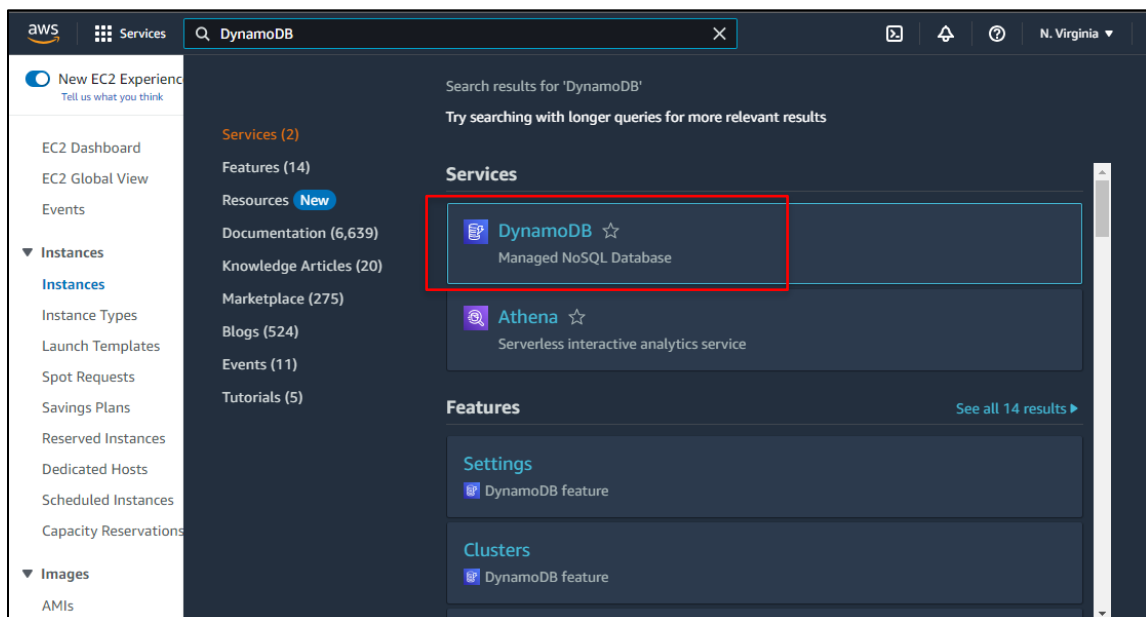 aws
Services
DynamoDB
N. Virginia
New EC2 Experienc
Tell us what you think
EC2 Dashboard
EC2 Global View
Events
Instances
Instances
Instance Types
Launch Templates
Spot Requests
Savings Plans
Reserved Instances
Dedicated Hosts
Scheduled Instances
Capacity Reservations
Images
AMIs
Services (2)
Features (14)
Resources New
Documentation (6,639)
Knowledge Articles (20)
Marketplace (275)
Blogs (524)
Events (11)
Tutorials (5)
Search results for 'DynamoDB'
Try searching with longer queries for more relevant results
Services
DynamoDB
Managed NoSQL Database
Athena
Serverless interactive analytics service
Features
See all 14 results
Settings
DynamoDB feature
Clusters
DynamoDB feature